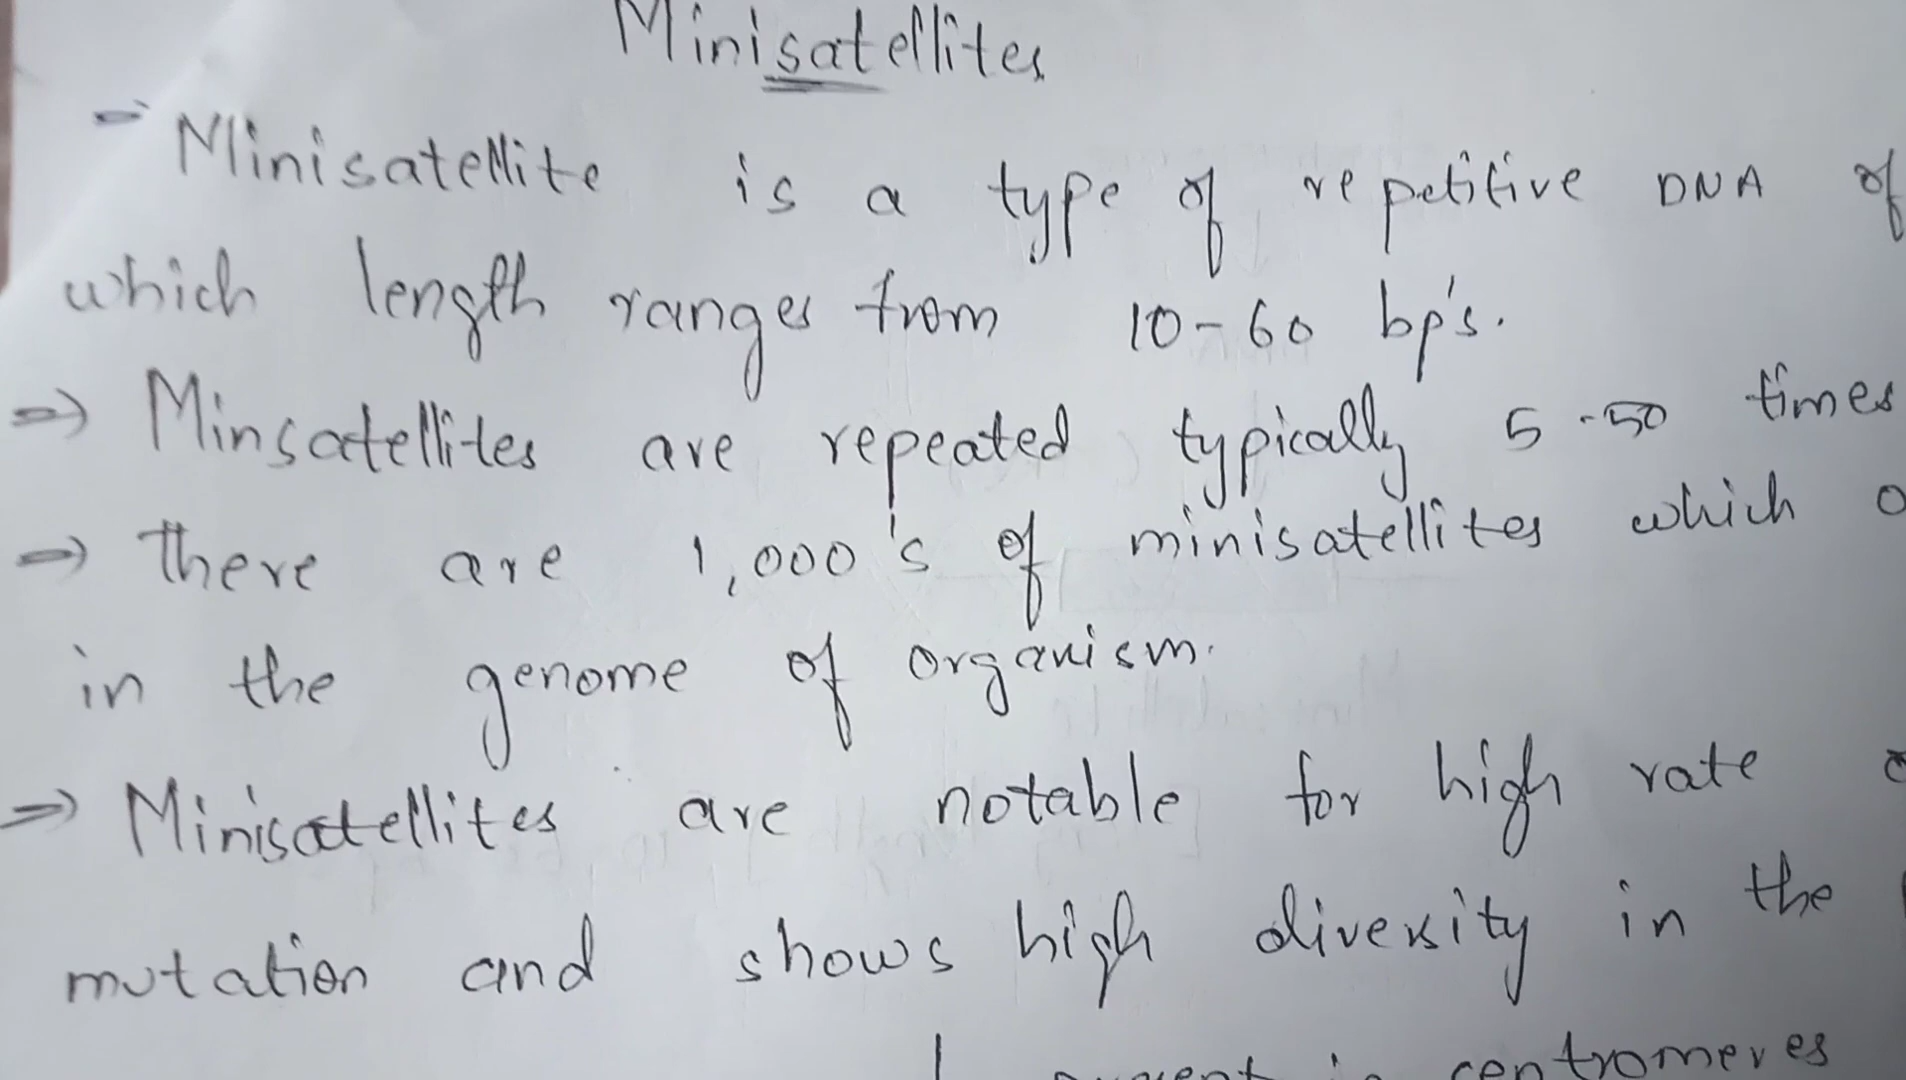 Minisatellites
- Minisatellite is a type of repetitive DNA of
which length ranges from 10-60 bp's.
⇒ Minsatellites are repeated typically 5-50 times
⇒ there are 1,000's of minisatellites which
in the genome of organism.
⇒ Minisatellites are notable for high rate
mutation and shows high diversity in the
centromeres